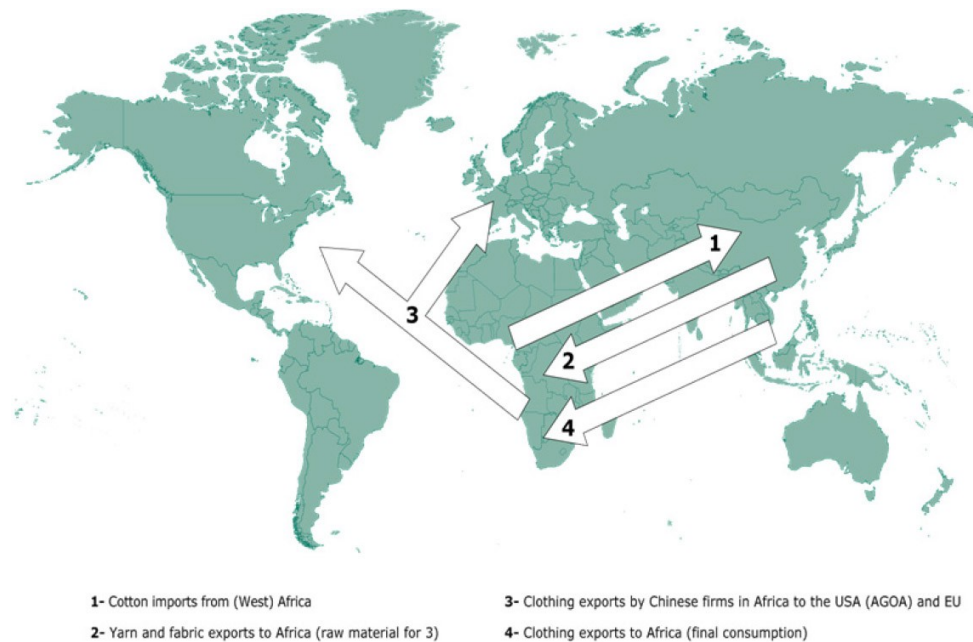 1
3
2
4
1- Cotton imports from (West) Africa
2- Yarn and fabric exports to Africa (raw material for 3)
3- Clothing exports by Chinese firms in Africa to the USA (AGOA) and EU
4- Clothing exports to Africa (final consumption)